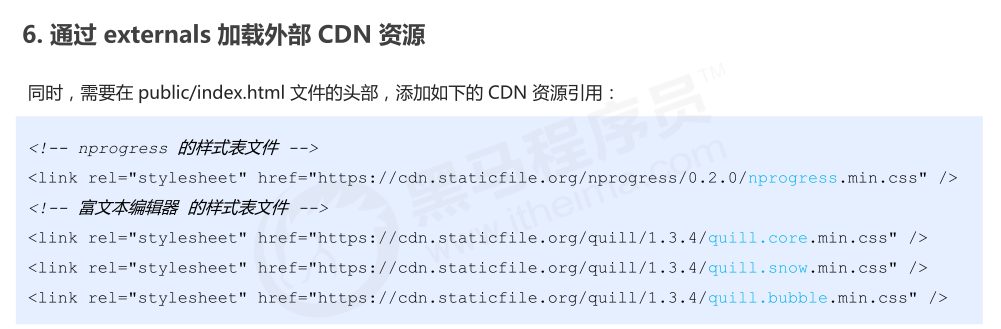 6. 通过 externals 加载外部 CDN 资源
同时，需要在 public/index.html 文件的头部，添加如下的 CDN 资源引用：
<!-- nprogress 的样式表文件 -->
<link rel="stylesheet" href="https://cdn.staticfile.org/nprogress/0.2.0/nprogress.min.css" />
<!-- 富文本编辑器 的样式表文件 -->
<link rel="stylesheet" href="https://cdn.staticfile.org/quill/1.3.4/quill.core.min.css" />
<link rel="stylesheet" href="https://cdn.staticfile.org/quill/1.3.4/quill.snow.min.css" />
<link rel="stylesheet" href="https://cdn.staticfile.org/quill/1.3.4/quill.bubble.min.css" />
黑马程序员™
www.itheima.com